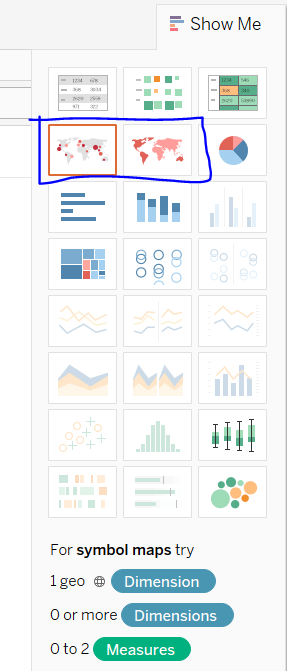 Show Me
For symbol maps try
1 geo Dimension
0 or more Dimensions
0 to 2 Measures